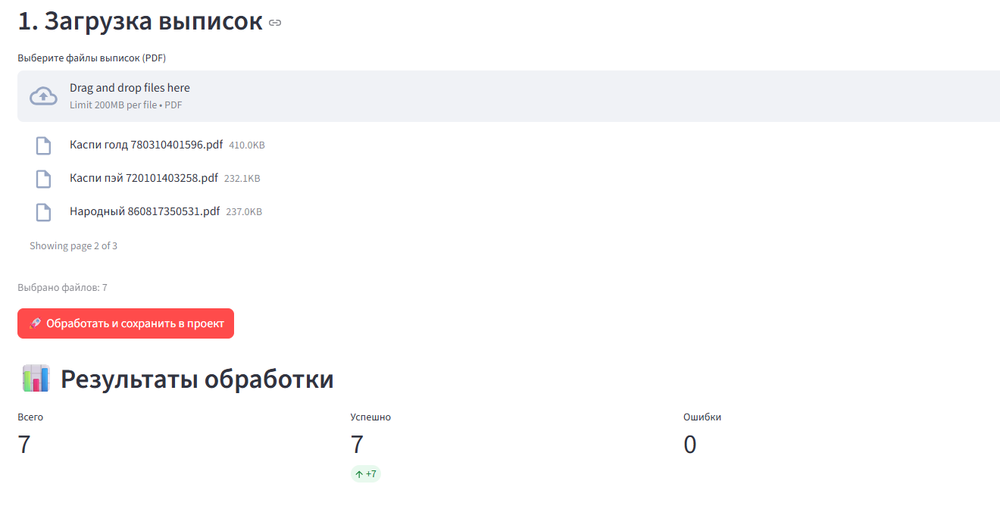 1. Загрузка выписок
Выберите файлы выписок (PDF)
Drag and drop files here
Limit 200MB per file • PDF
Каспи голд 780310401596.pdf 410.0KB
Каспи пэй 720101403258.pdf 232.1KB
Народный 860817350531.pdf 237.0KB
Showing page 2 of 3
Выбрано файлов: 7
🚀 Обработать и сохранить в проект
📊 Результаты обработки
Всего
7
Успешно
7
↑ +7
Ошибки
0